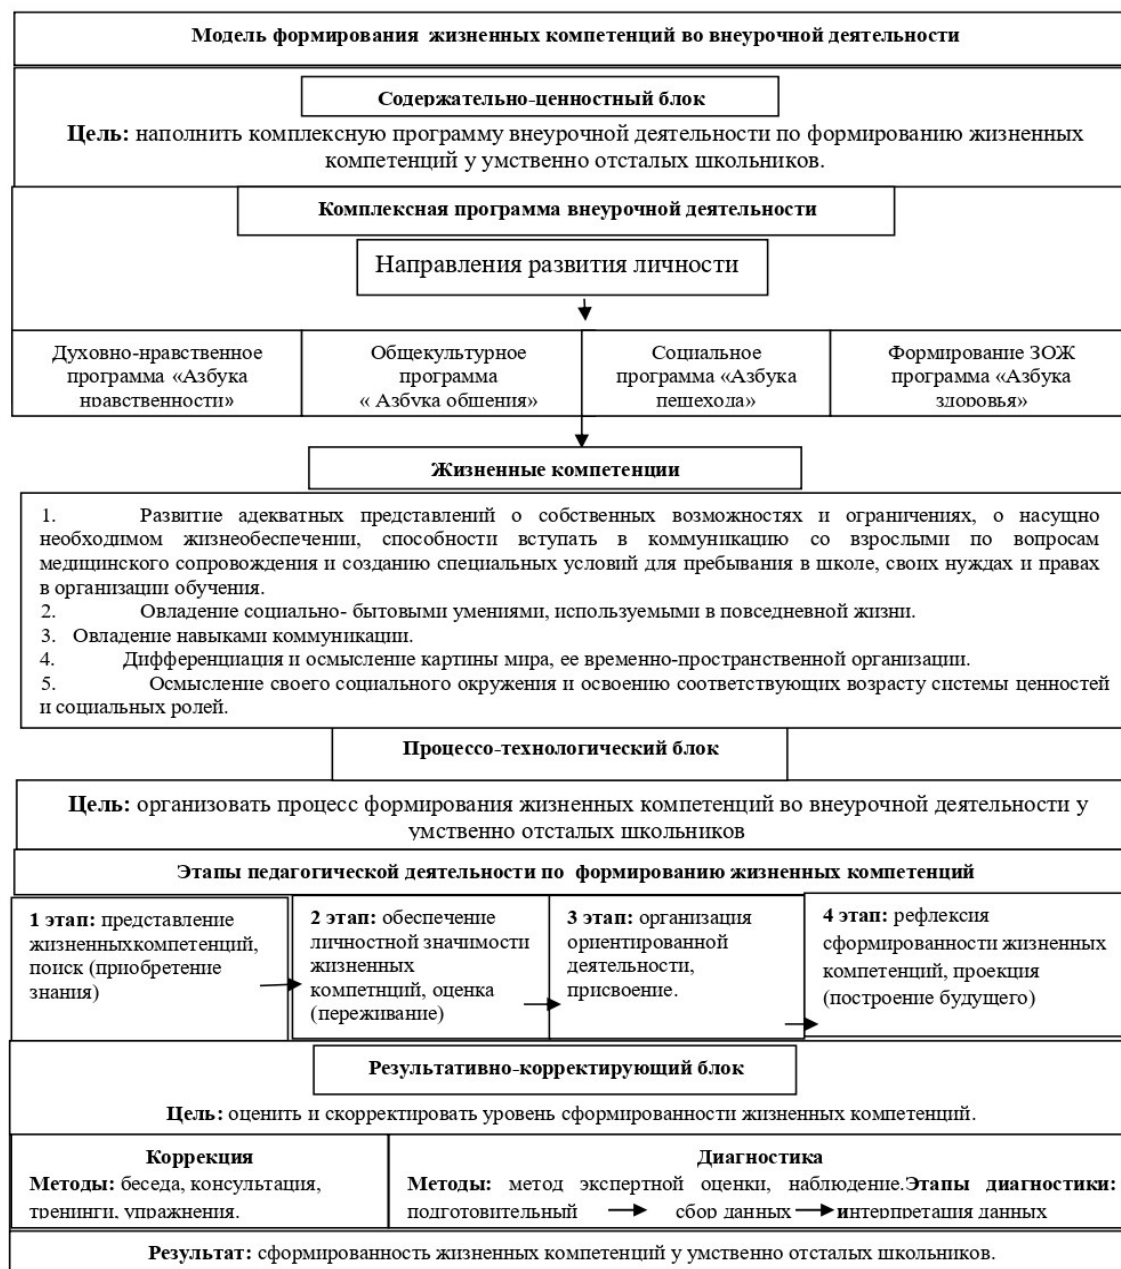 Модель формирования жизненных компетенций во внеурочной деятельности
Содержательно-ценностный блок
Цель: наполнить комплексную программу внеурочной деятельности по формированию жизненных
компетенций у умственно отсталых школьников.
Комплексная программа внеурочной деятельности
Направления развития личности
Духовно-нравственное
программа «Азбука
нравственности»
Общекультурное
программа
« Азбука общения»
Социальное
программа «Азбука
пешехода»
Формирование ЗОЖ
программа «Азбука
здоровья»
Жизненные компетенции
1. Развитие адекватных представлений о собственных возможностях и ограничениях, о насущно
необходимом жизнеобеспечении, способности вступать в коммуникацию со взрослыми по вопросам
медицинского сопровождения и созданию специальных условий для пребывания в школе, своих нуждах и правах
в организации обучения.
2. Овладение социально- бытовыми умениями, используемыми в повседневной жизни.
3. Овладение навыками коммуникации.
4. Дифференциация и осмысление картины мира, ее временно-пространственной организации.
5. Осмысление своего социального окружения и освоению соответствующих возрасту системы ценностей
и социальных ролей.
Процессо-технологический блок
Цель: организовать процесс формирования жизненных компетенций во внеурочной деятельности у
умственно отсталых школьников
Этапы педагогической деятельности по формированию жизненных компетенций
1 этап: представление
жизненныхкомпетенций,
поиск (приобретение
знания)
2 этап: обеспечение
личностной значимости
жизненных
компетнций, оценка
(переживание)
3 этап: организация
ориентированной
деятельности,
присвоение.
4 этап: рефлексия
сформированности жизненных
компетенций, проекция
(построение будущего)
Результативно-корректирующий блок
Цель: оценить и скорректировать уровень сформированности жизненных компетенций.
Коррекция
Методы: беседа, консультация,
тренинги, упражнения.
Диагностика
Методы: метод экспертной оценки, наблюдение.Этапы диагностики:
подготовительный сбор данных интерпретация данных
Результат: сформированность жизненных компетенций у умственно отсталых школьников.